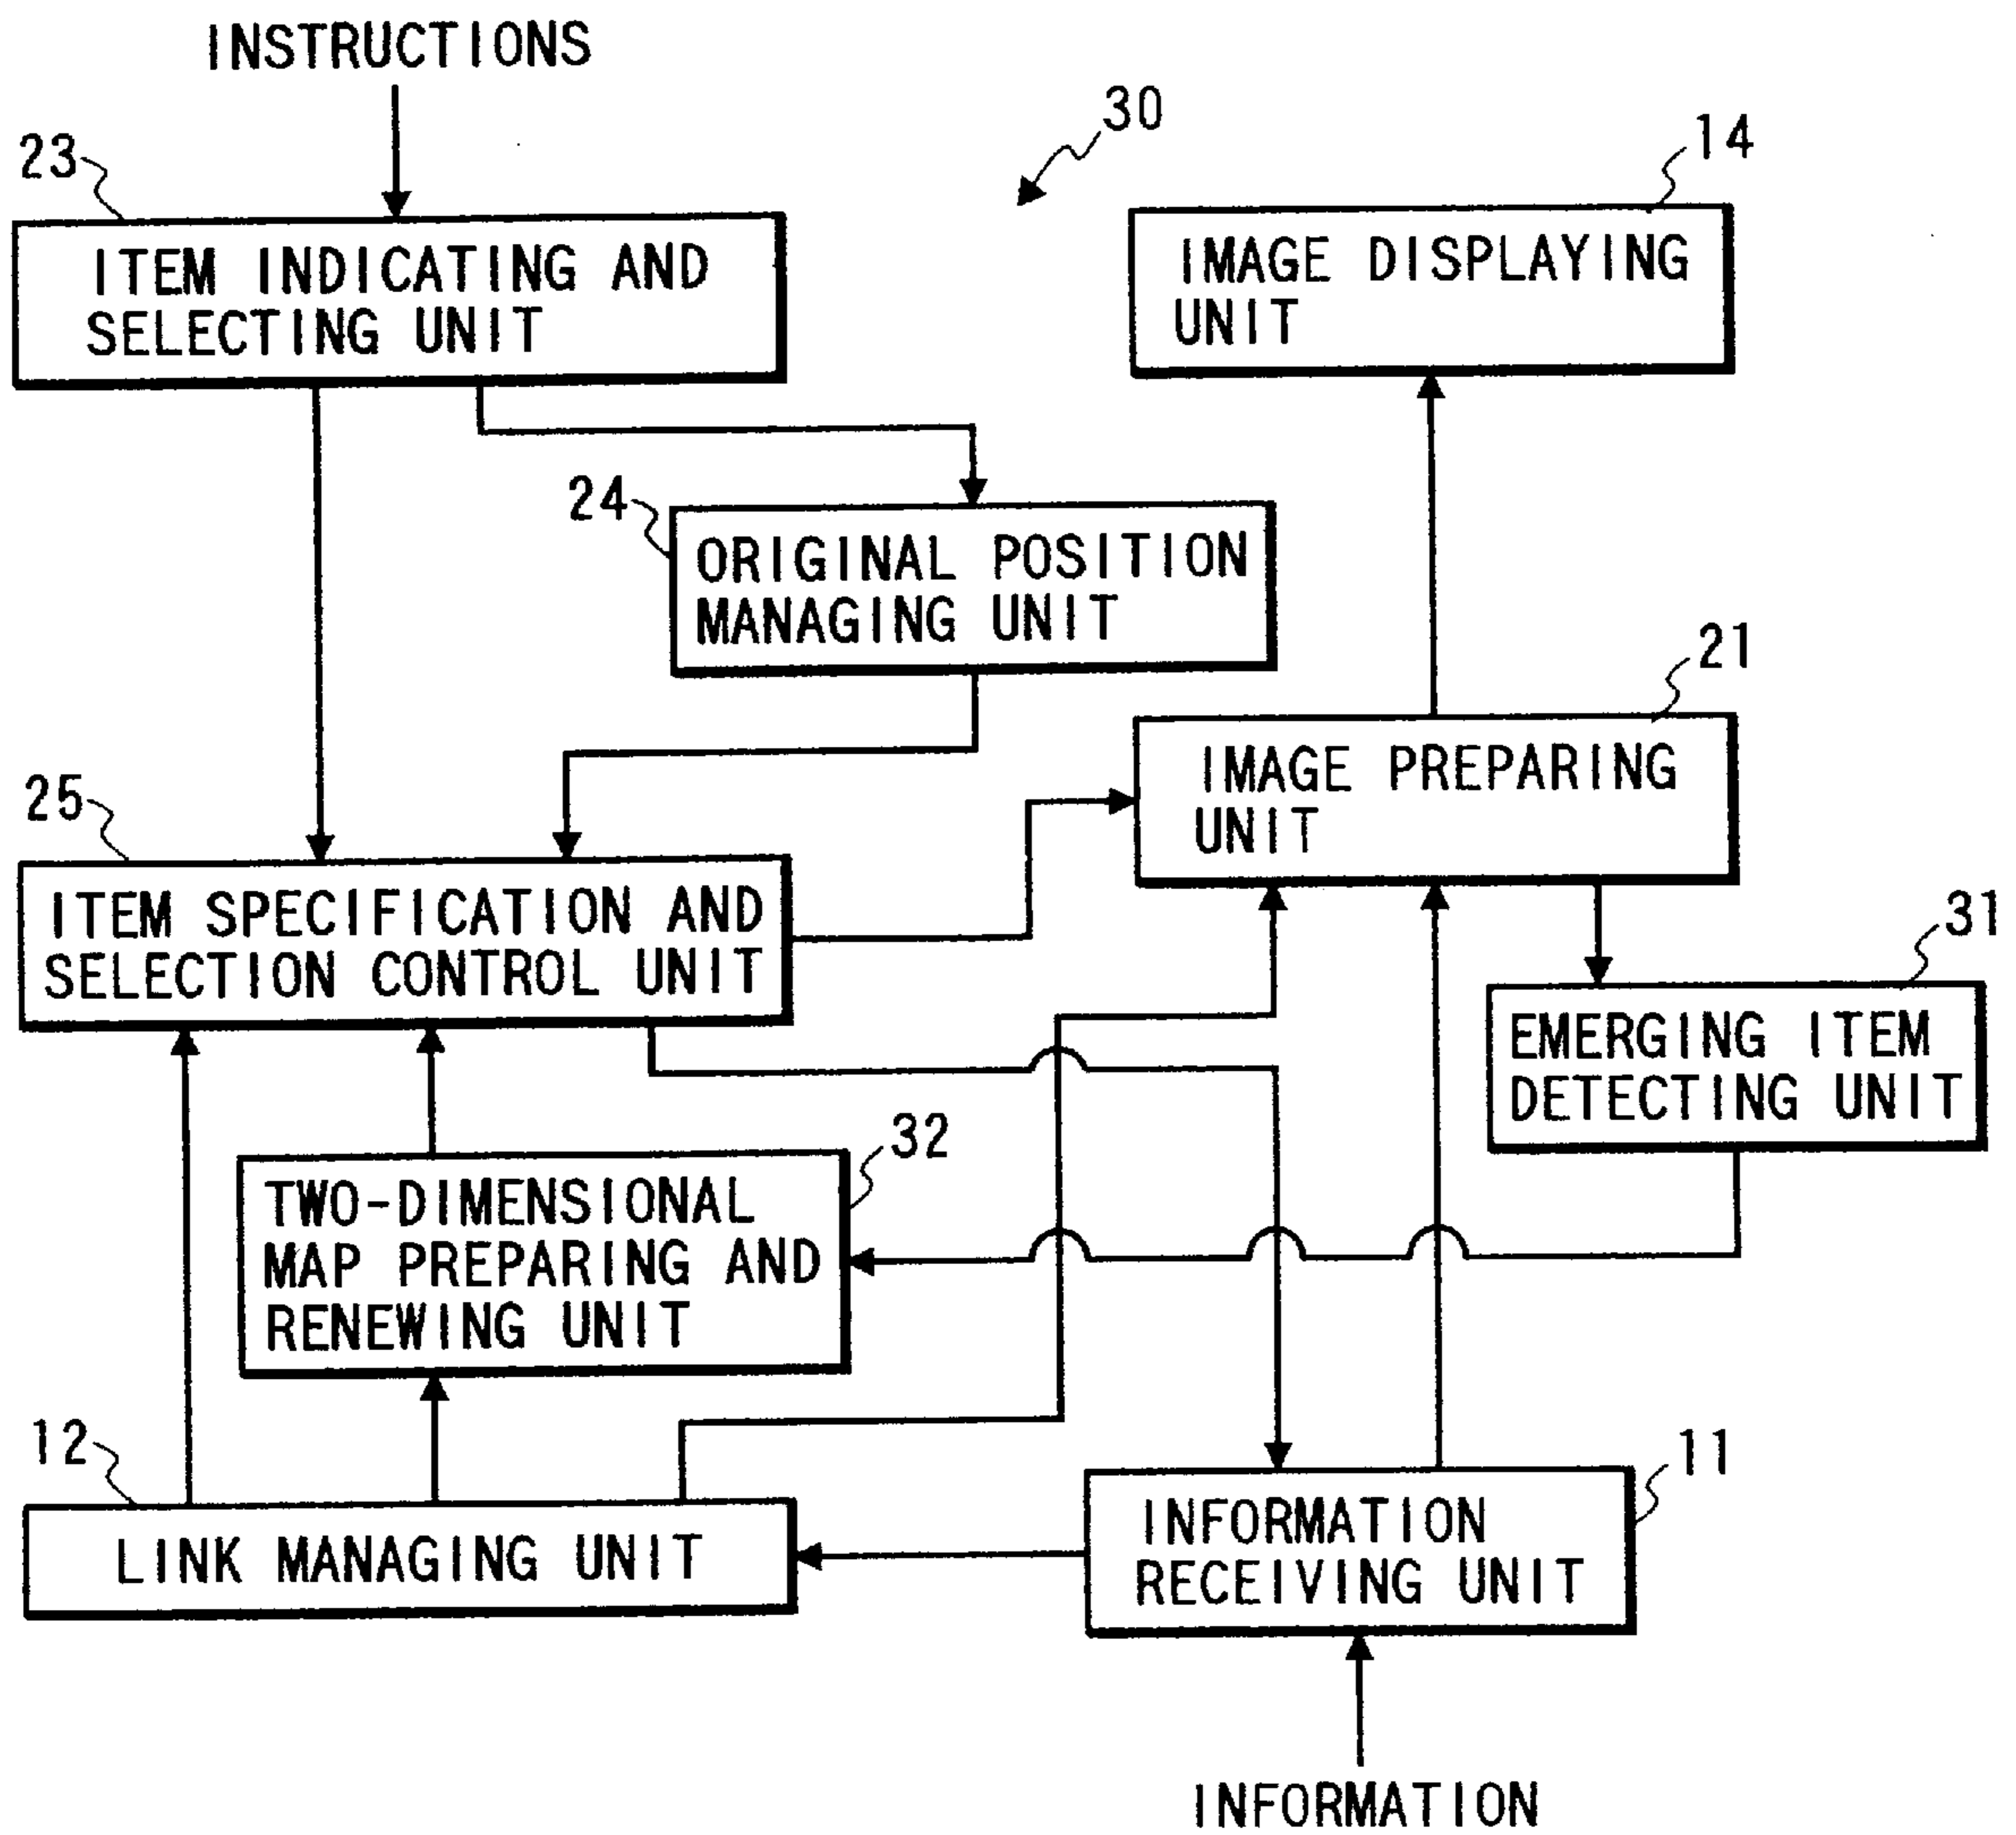 INSTRUCTIONS
30
23
14
ITEM INDICATING AND
SELECTING UNIT
IMAGE DISPLAYING
UNIT
24
ORIGINAL POSITION
MANAGING UNIT
21
IMAGE PREPARING
UNIT
25
ITEM SPECIFICATION AND
SELECTION CONTROL UNIT
31
EMERGING ITEM
DETECTING UNIT
32
TWO-DIMENSIONAL
MAP PREPARING AND
RENEWING UNIT
12
LINK MANAGING UNIT
11
INFORMATION
RECEIVING UNIT
INFORMATION